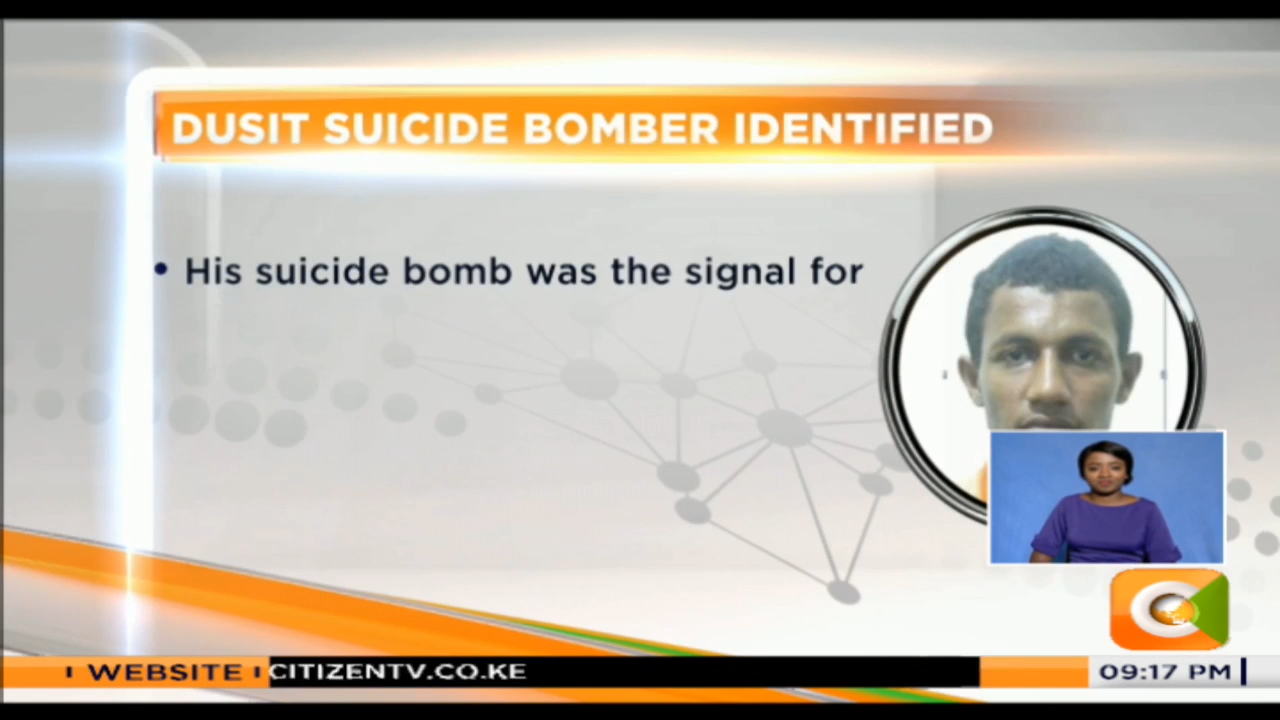 DUSIT SUICIDE BOMBER IDENTIFIED
• His suicide bomb was the signal for
WEBSITE
CITIZENTV.CO.KE
09:17 PM